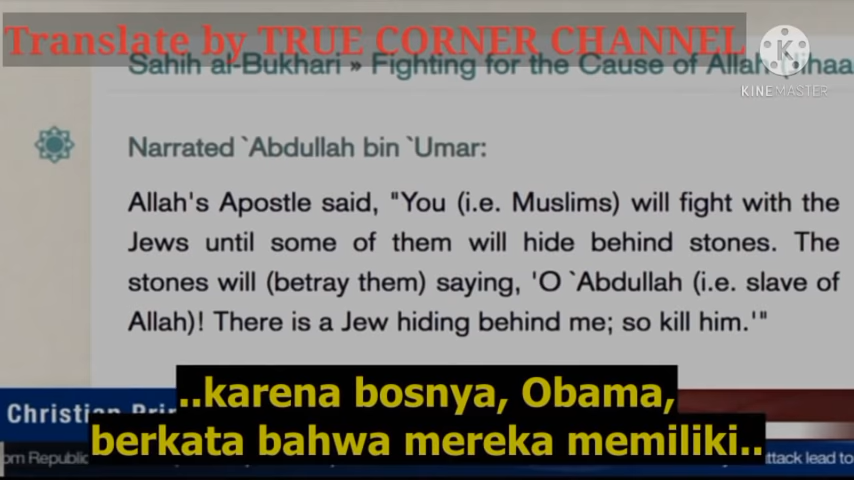 Translate by TRUE CORNER CHANNEL
Sahih al-Bukhari » Fighting for the Cause of Allah
KINEMASTER
Narrated `Abdullah bin `Umar:
Allah's Apostle said, "You (i.e. Muslims) will fight with the
Jews until some of them will hide behind stones. The
stones will (betray them) saying, 'O `Abdullah (i.e. slave of
Allah)! There is a Jew hiding behind me; so kill him.'"
..karena bosnya, Obama,
Christian
berkata bahwa mereka memiliki..
attack lead to